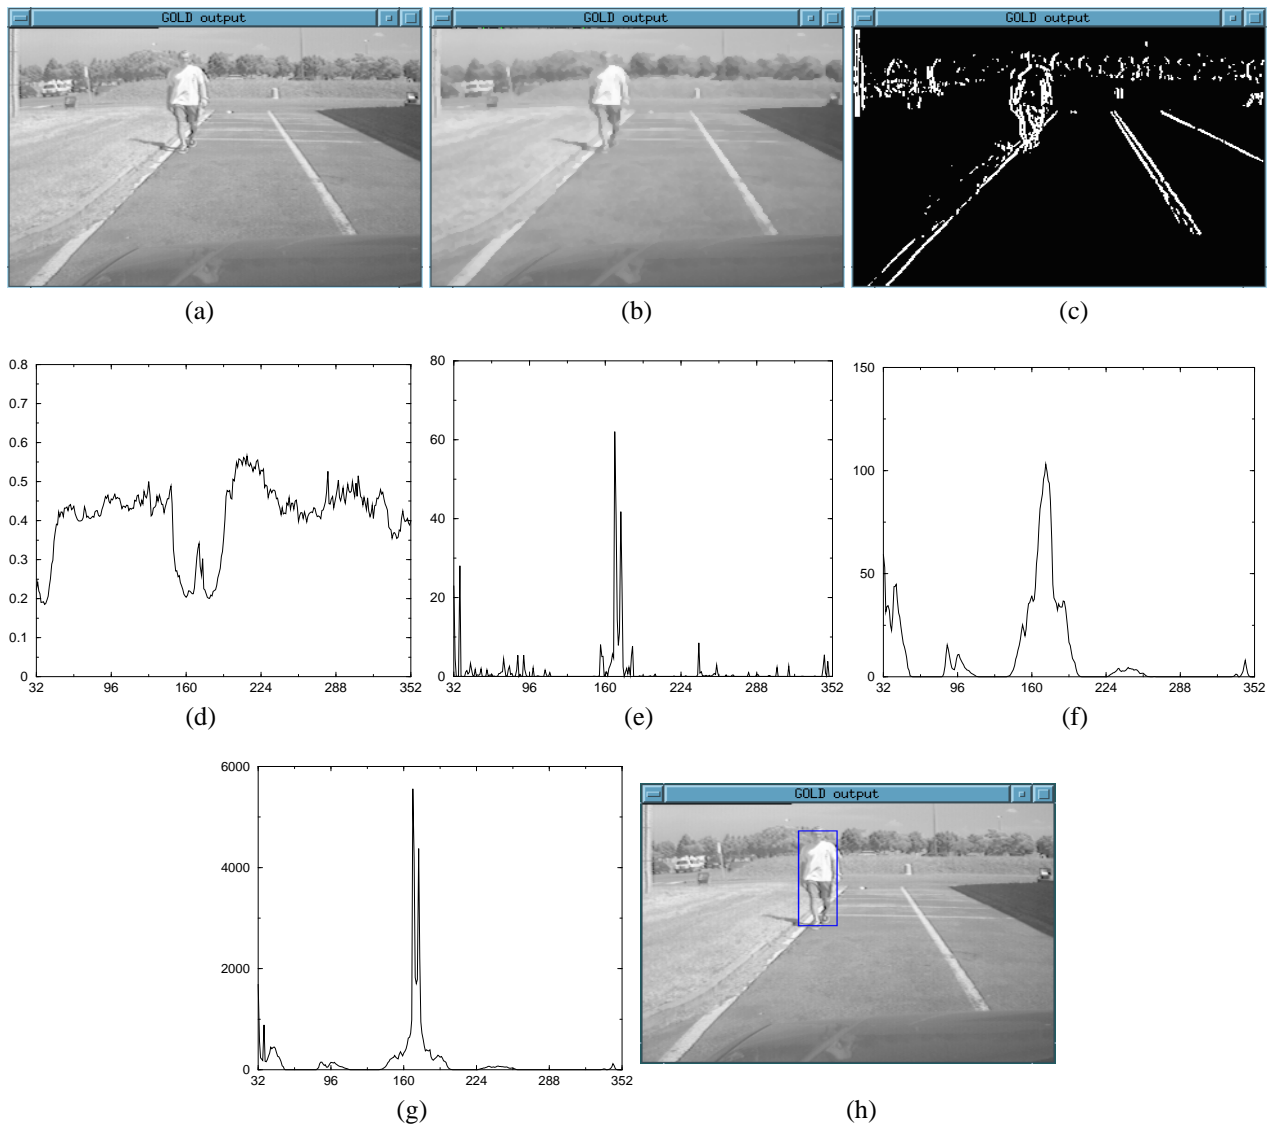 GOLD output GOLD output GOLD output
(a) (b) (c)
0.8
0.7
0.6
0.5
0.4
0.3
0.2
0.1
0
32 96 160 224 288 352
(d)
80
60
40
20
0
32 96 160 224 288 352
(e)
150
100
50
0
32 96 160 224 288 352
(f)
6000
4000
2000
0
32 96 160 224 288 352
(g)
GOLD output
(h)